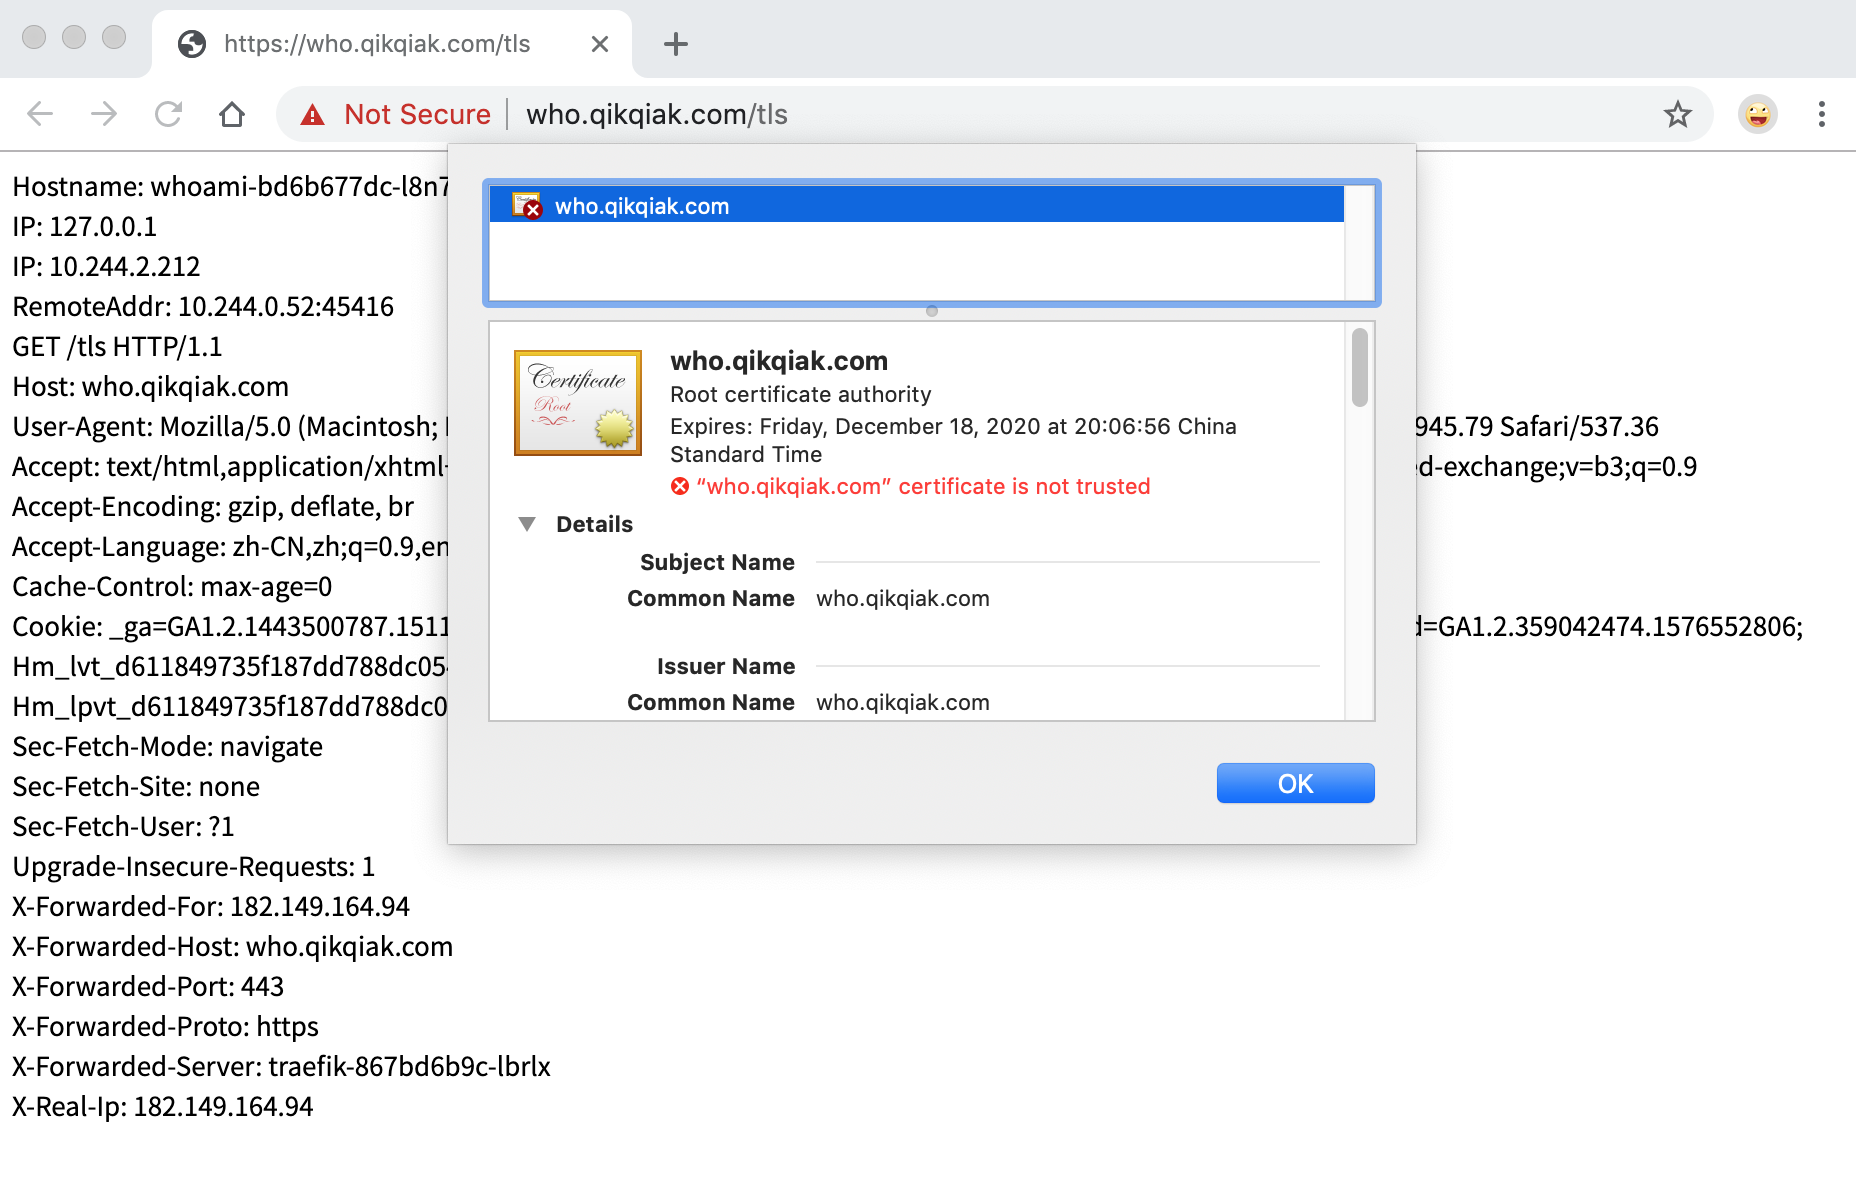 https://who.qikqiak.com/tls
Not Secure
who.qikqiak.com/tls
Hostname: whoami-bd6b677dc-l8n7
IP: 127.0.0.1
IP: 10.244.2.212
RemoteAddr: 10.244.0.52:45416
GET /tls HTTP/1.1
Host: who.qikqiak.com
User-Agent: Mozilla/5.0 (Macintosh; 945.79 Safari/537.36
Accept: text/html,application/xhtml ed-exchange;v=b3;q=0.9
Accept-Encoding: gzip, deflate, br
Accept-Language: zh-CN,zh;q=0.9,en
Cache-Control: max-age=0
Cookie: _ga=GA1.2.1443500787.1511 d=GA1.2.359042474.1576552806;
Hm_lvt_d611849735f187dd788dc054
Hm_lpvt_d611849735f187dd788dc0
Sec-Fetch-Mode: navigate
Sec-Fetch-Site: none
Sec-Fetch-User: ?1
Upgrade-Insecure-Requests: 1
X-Forwarded-For: 182.149.164.94
X-Forwarded-Host: who.qikqiak.com
X-Forwarded-Port: 443
X-Forwarded-Proto: https
X-Forwarded-Server: traefik-867bd6b9c-lbrlx
X-Real-Ip: 182.149.164.94
who.qikqiak.com
Certificate
Root
who.qikqiak.com
Root certificate authority
Expires: Friday, December 18, 2020 at 20:06:56 China
Standard Time
“who.qikqiak.com” certificate is not trusted
Details
Subject Name
Common Name who.qikqiak.com
Issuer Name
Common Name who.qikqiak.com
OK